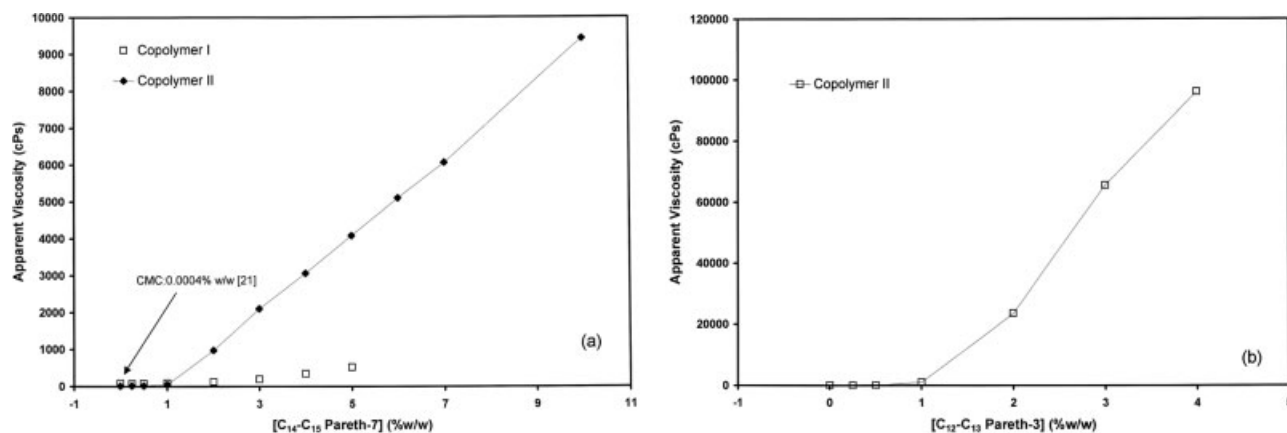 10000
9000
8000
7000
6000
5000
4000
3000
2000
1000
0
Apparent Viscosity (cPs)
Copolymer I
Copolymer II
CMC:0.0004% w/w [21]
(a)
-1 1 3 5 7 9 11
[C14-C15 Pareth-7] (%w/w)
120000
100000
80000
60000
40000
20000
0
Apparent Viscosity (cPs)
Copolymer II
(b)
-1 0 1 2 3 4
[C12-C13 Pareth-3] (%w/w)